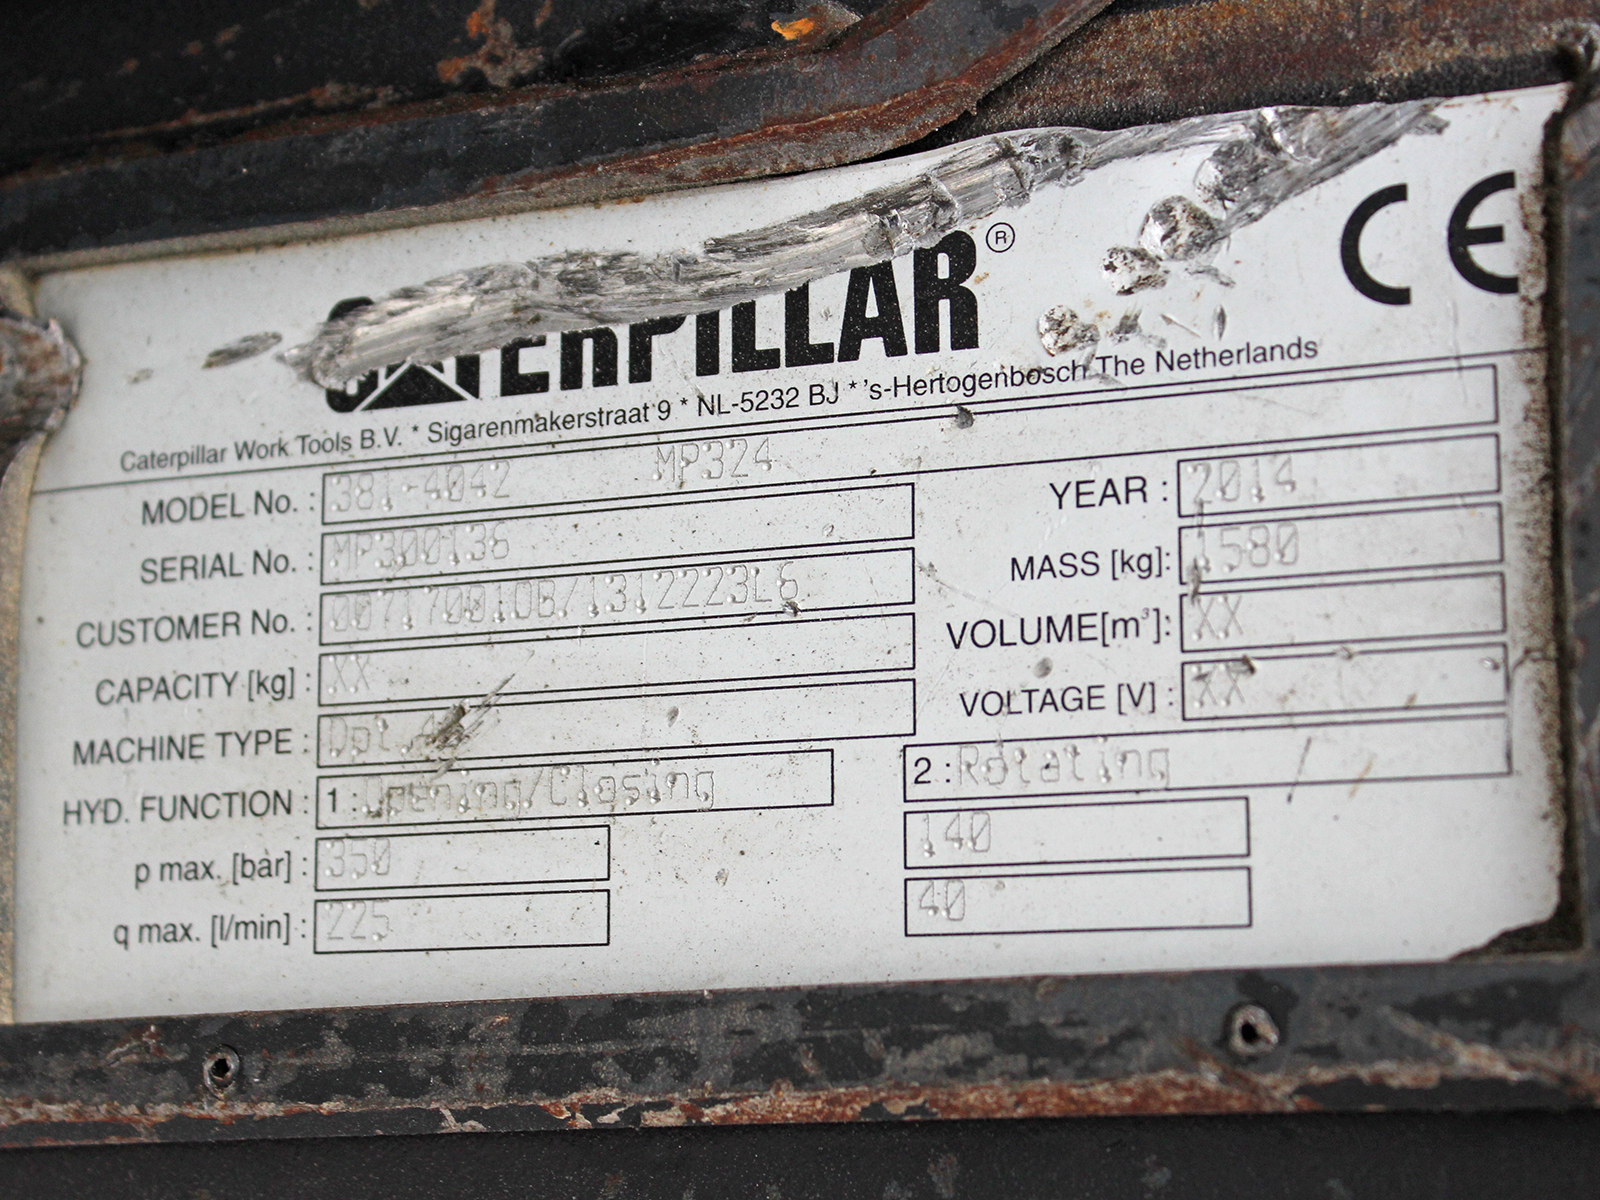 CATERPILLAR ®
CE
Caterpillar Work Tools B.V. * Sigarenmakerstraat 9 * NL-5232 BJ * 's-Hertogenbosch The Netherlands
MODEL No. : 381-4042 MP324
YEAR : 2014
SERIAL No. : MP300136
MASS [kg]: 1580
CUSTOMER No. : 007170010B/1312223L6
VOLUME[m³]: XX
CAPACITY [kg] : XX
VOLTAGE [V] : XX
MACHINE TYPE :
HYD. FUNCTION : 1 : Opening/Closing 2 : Rotating
p max. [bar] : 350 140
q max. [l/min] : 225 40